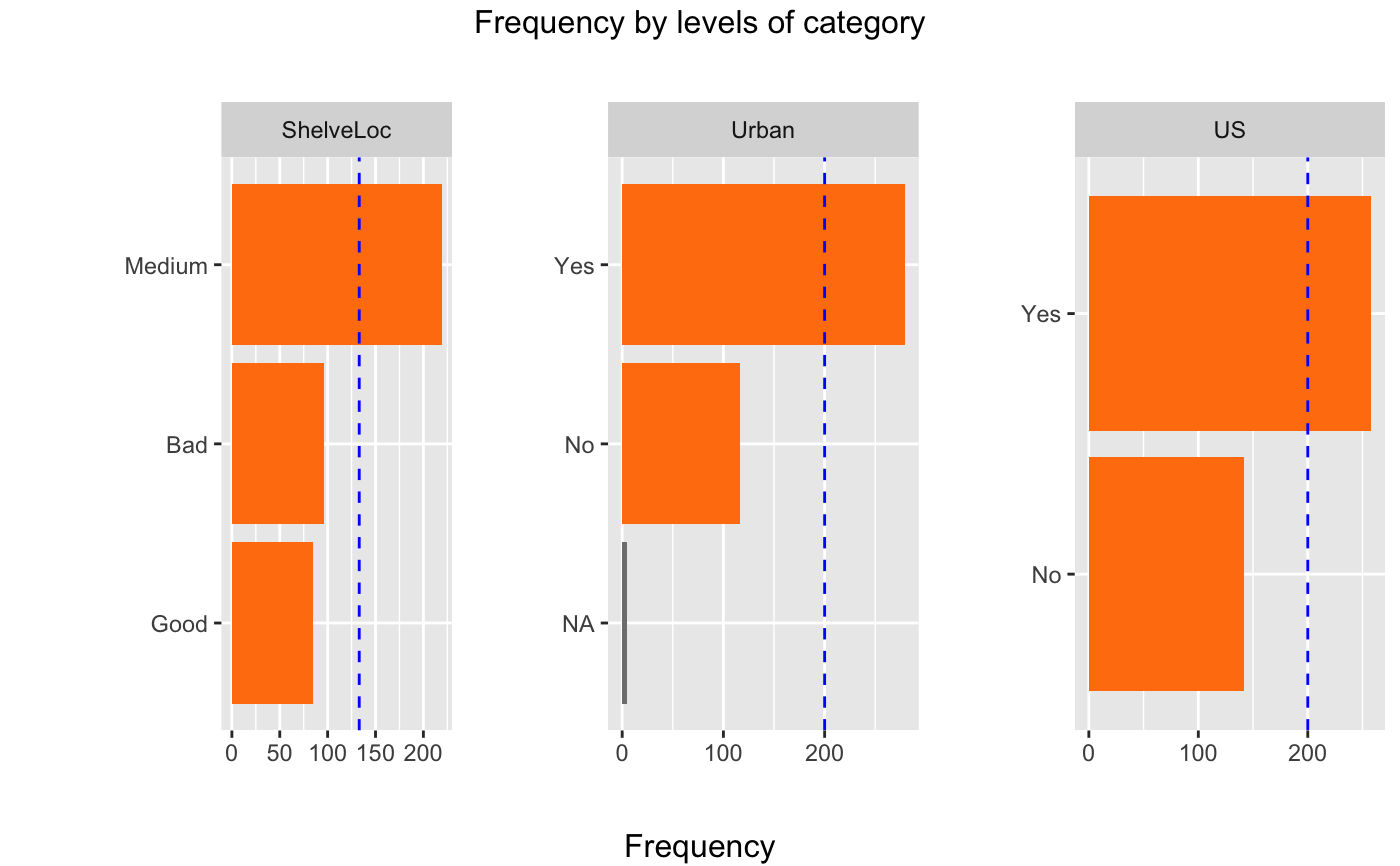 Frequency by levels of category
ShelveLoc
Medium
Bad
Good
0 50 100 150 200
Urban
Yes
No
NA
0 100 200
US
Yes
No
0 100 200
Frequency